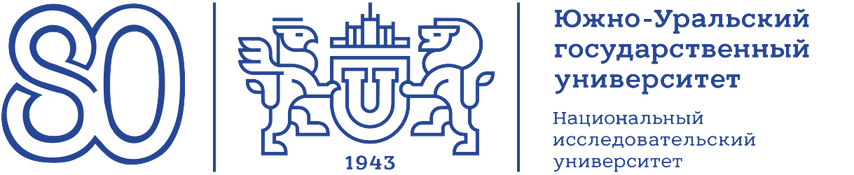 80
U
1943
Южно-Уральский
государственный
университет
Национальный
исследовательский
университет